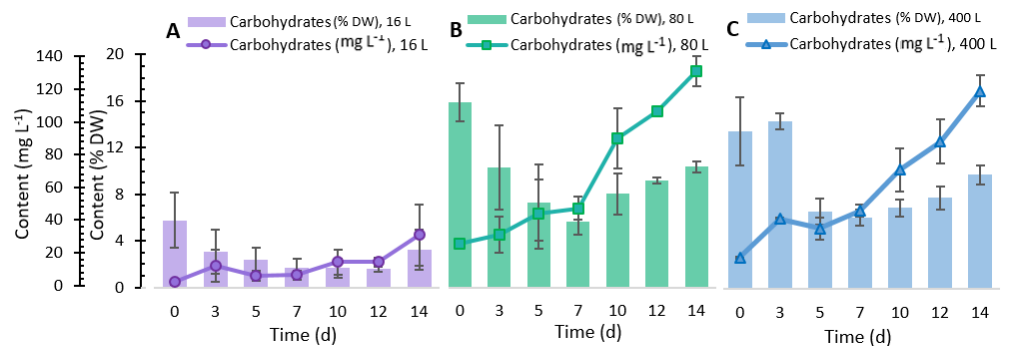 A
Carbohydrates (% DW), 16 L
Carbohydrates (mg L⁻¹), 16 L
B
Carbohydrates (% DW), 80 L
Carbohydrates (mg L⁻¹), 80 L
C
Carbohydrates (% DW), 400 L
Carbohydrates (mg L⁻¹), 400 L
Content (mg L⁻¹)
140
120
100
80
60
40
20
0
Content (% DW)
20
16
12
8
4
0
0 3 5 7 10 12 14
Time (d)
0 3 5 7 10 12 14
Time (d)
0 3 5 7 10 12 14
Time (d)